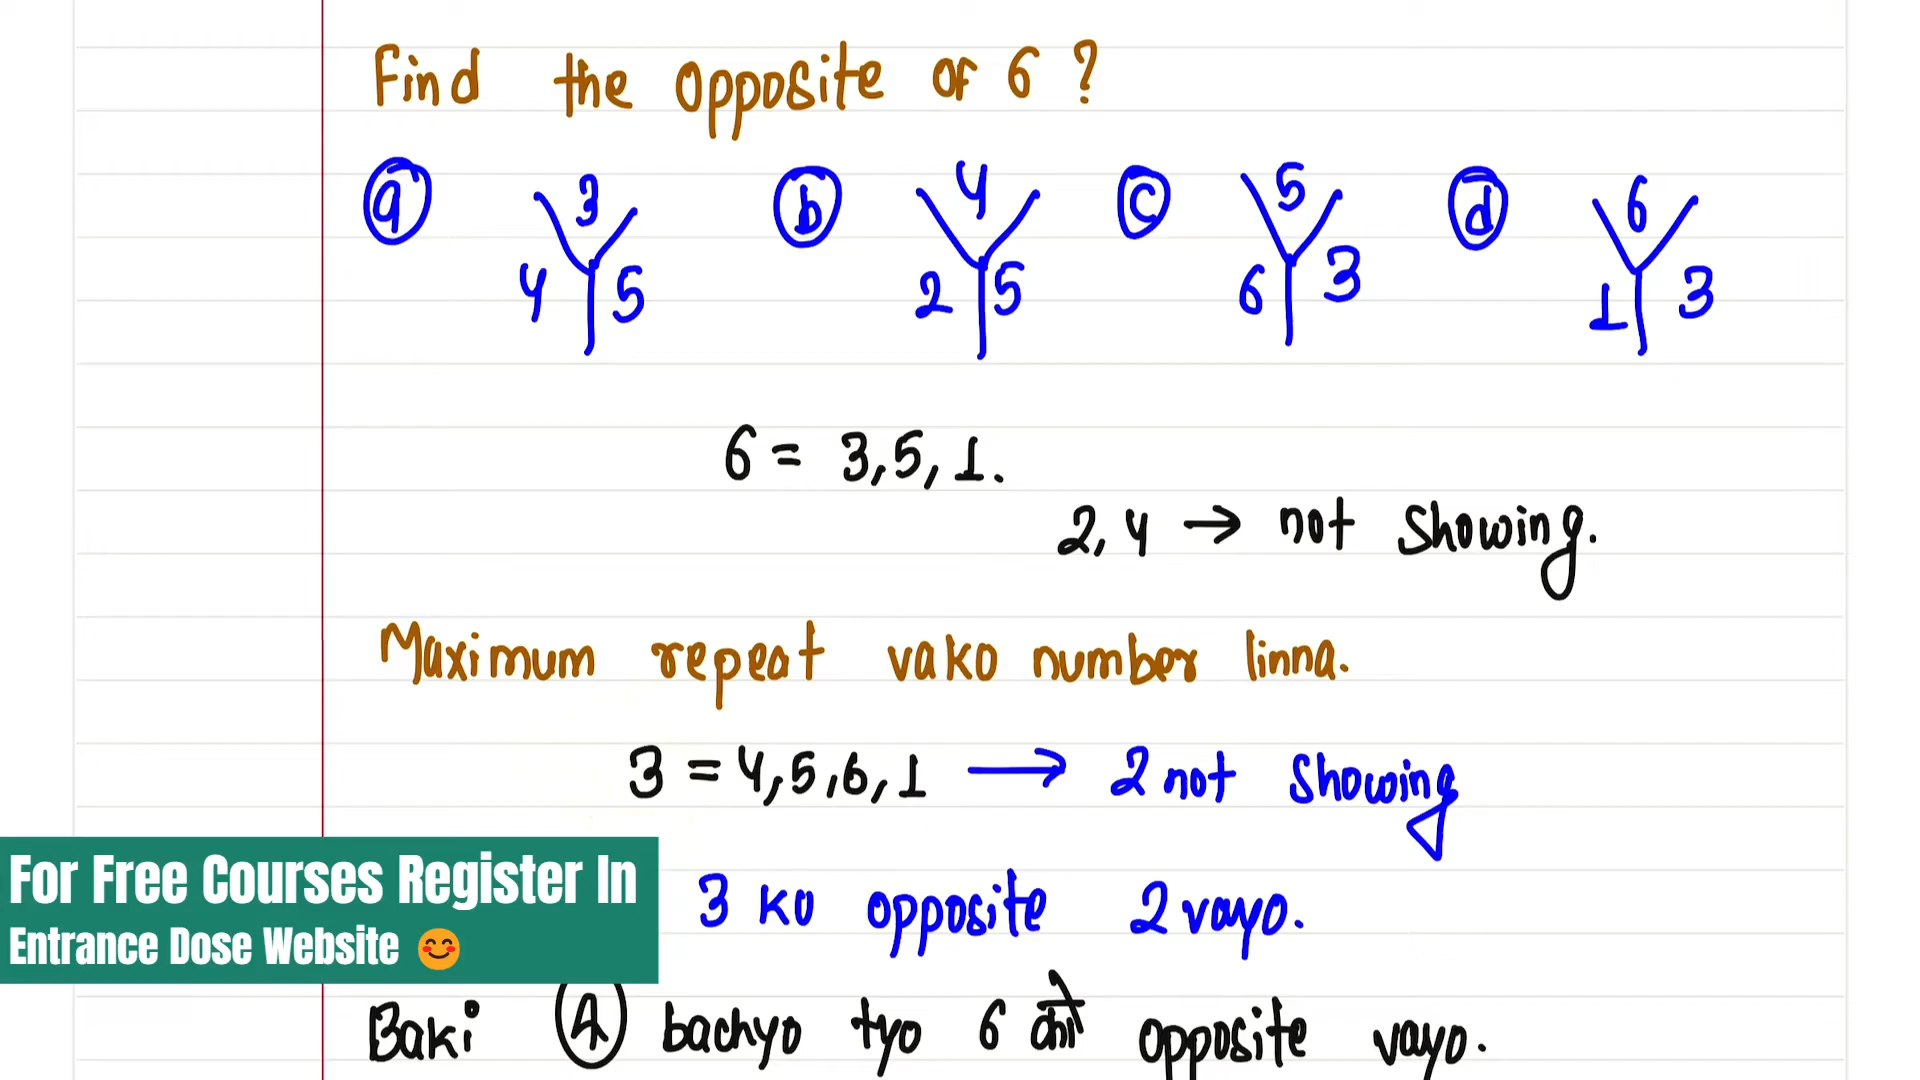 Find the opposite of 6 ?
a 3 4 5 b 4 2 5 c 5 6 3 d 6 1 3
6 = 3,5,1.
2,4 → not showing.
Maximum repeat vako number linna.
3 = 4,5,6,1 → 2 not showing
3 ko opposite 2 vayo.
Baki 4 bachyo tyo 6 को opposite vayo.
For Free Courses Register In
Entrance Dose Website 😊